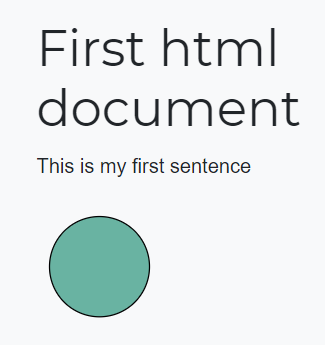 First html
document
This is my first sentence